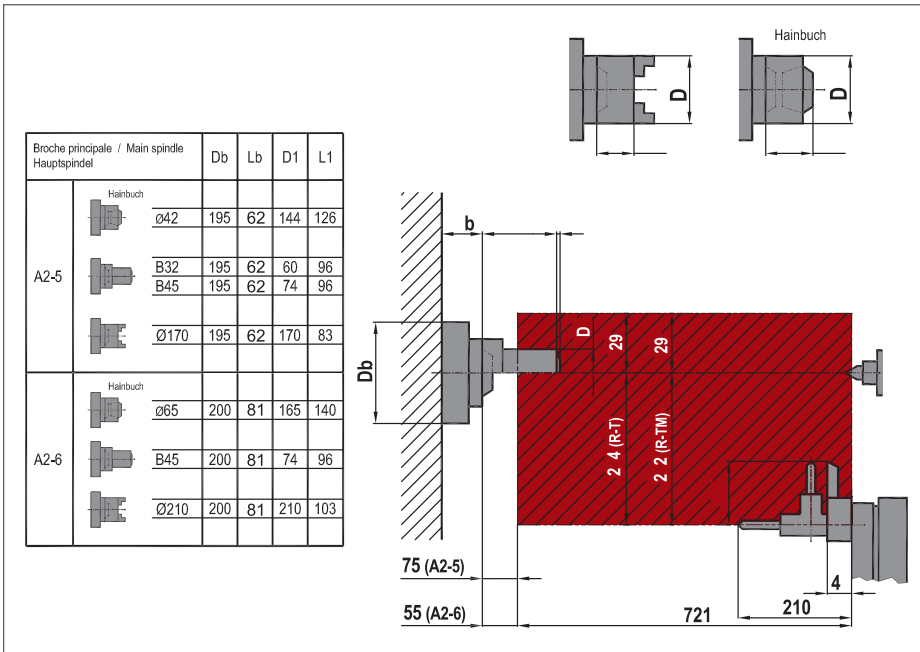 Hainbuch
D
D
Broche principale / Main spindle
Hauptspindel
Db
Lb
D1
L1
A2-5
Hainbuch
Ø42 195 62 144 126
B32 195 62 60 96
B45 195 62 74 96
Ø170 195 62 170 83
A2-6
Hainbuch
Ø65 200 81 165 140
B45 200 81 74 96
Ø210 200 81 210 103
b
Db
D
29
29
2 4 (R-T)
2 2 (R-TM)
75 (A2-5)
55 (A2-6)
4
210
721